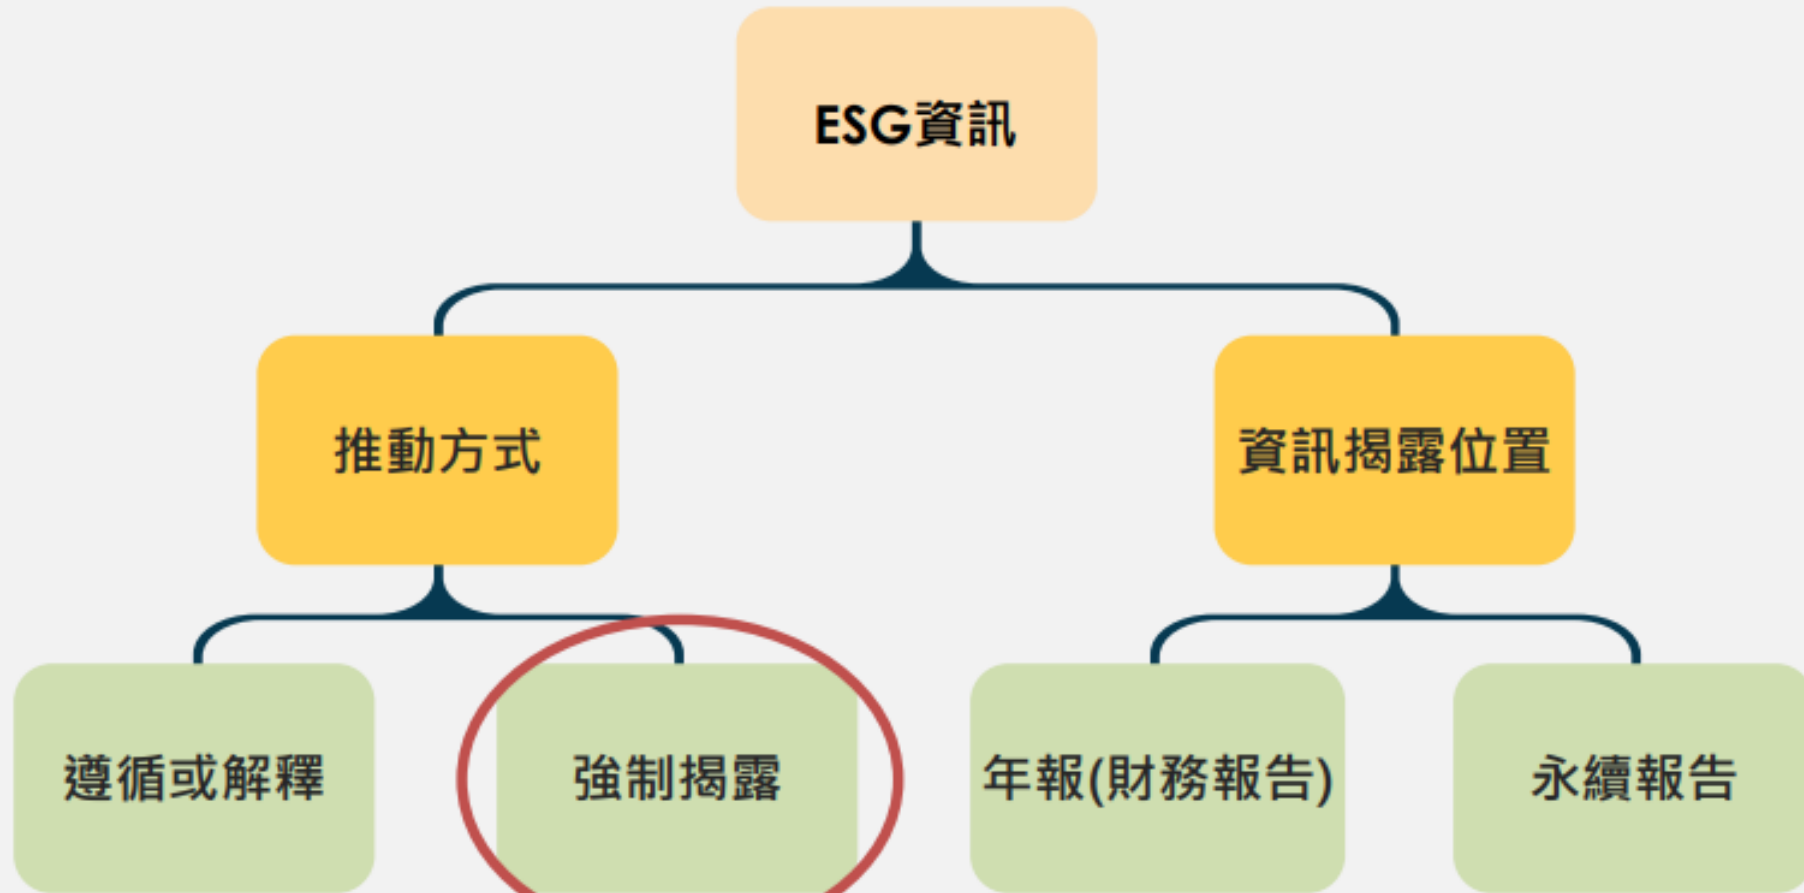 ESG資訊
推動方式
資訊揭露位置
遵循或解釋
強制揭露
年報(財務報告)
永續報告